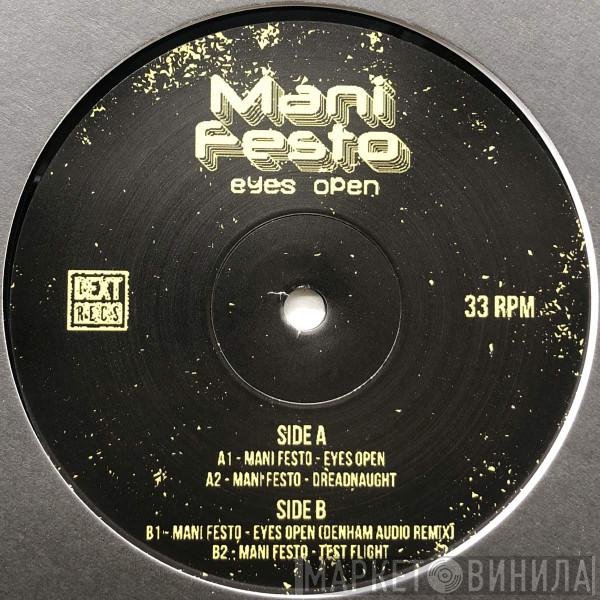 Mani
Festo
eyes open
DEXT
RECS
33 RPM
SIDE A
A1 - MANI FESTO - EYES OPEN
A2 - MANI FESTO - DREADNAUGHT
SIDE B
B1 - MANI FESTO - EYES OPEN (DENHAM AUDIO REMIX)
B2 - MANI FESTO - TEST FLIGHT
МАРКЕТ ВИНИЛА